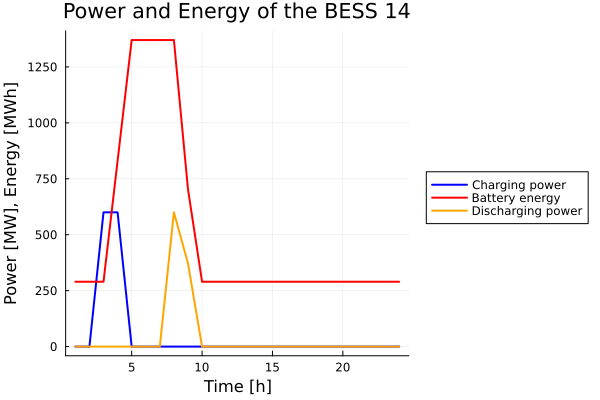 Power and Energy of the BESS 14
Power [MW], Energy [MWh]
1250
1000
750
500
250
0
5
10
15
20
Time [h]
Charging power
Battery energy
Discharging power